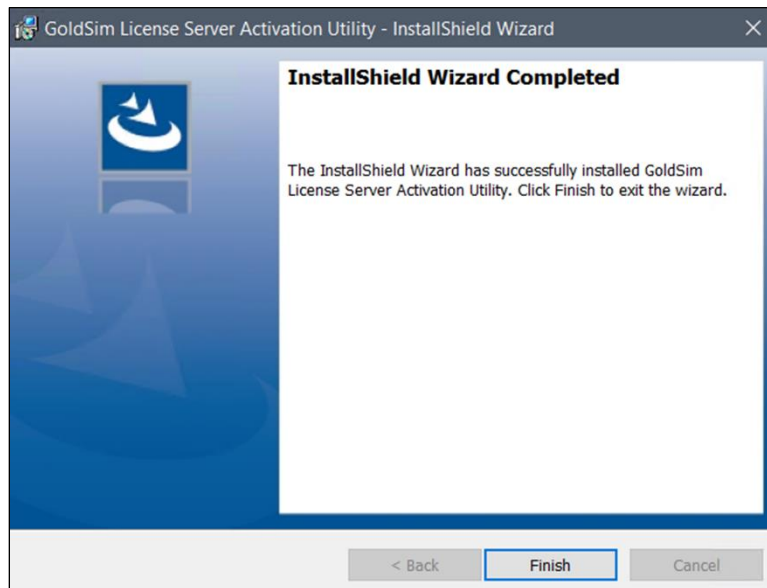 GoldSim License Server Activation Utility - InstallShield Wizard
InstallShield Wizard Completed
The InstallShield Wizard has successfully installed GoldSim
License Server Activation Utility. Click Finish to exit the wizard.
< Back
Finish
Cancel